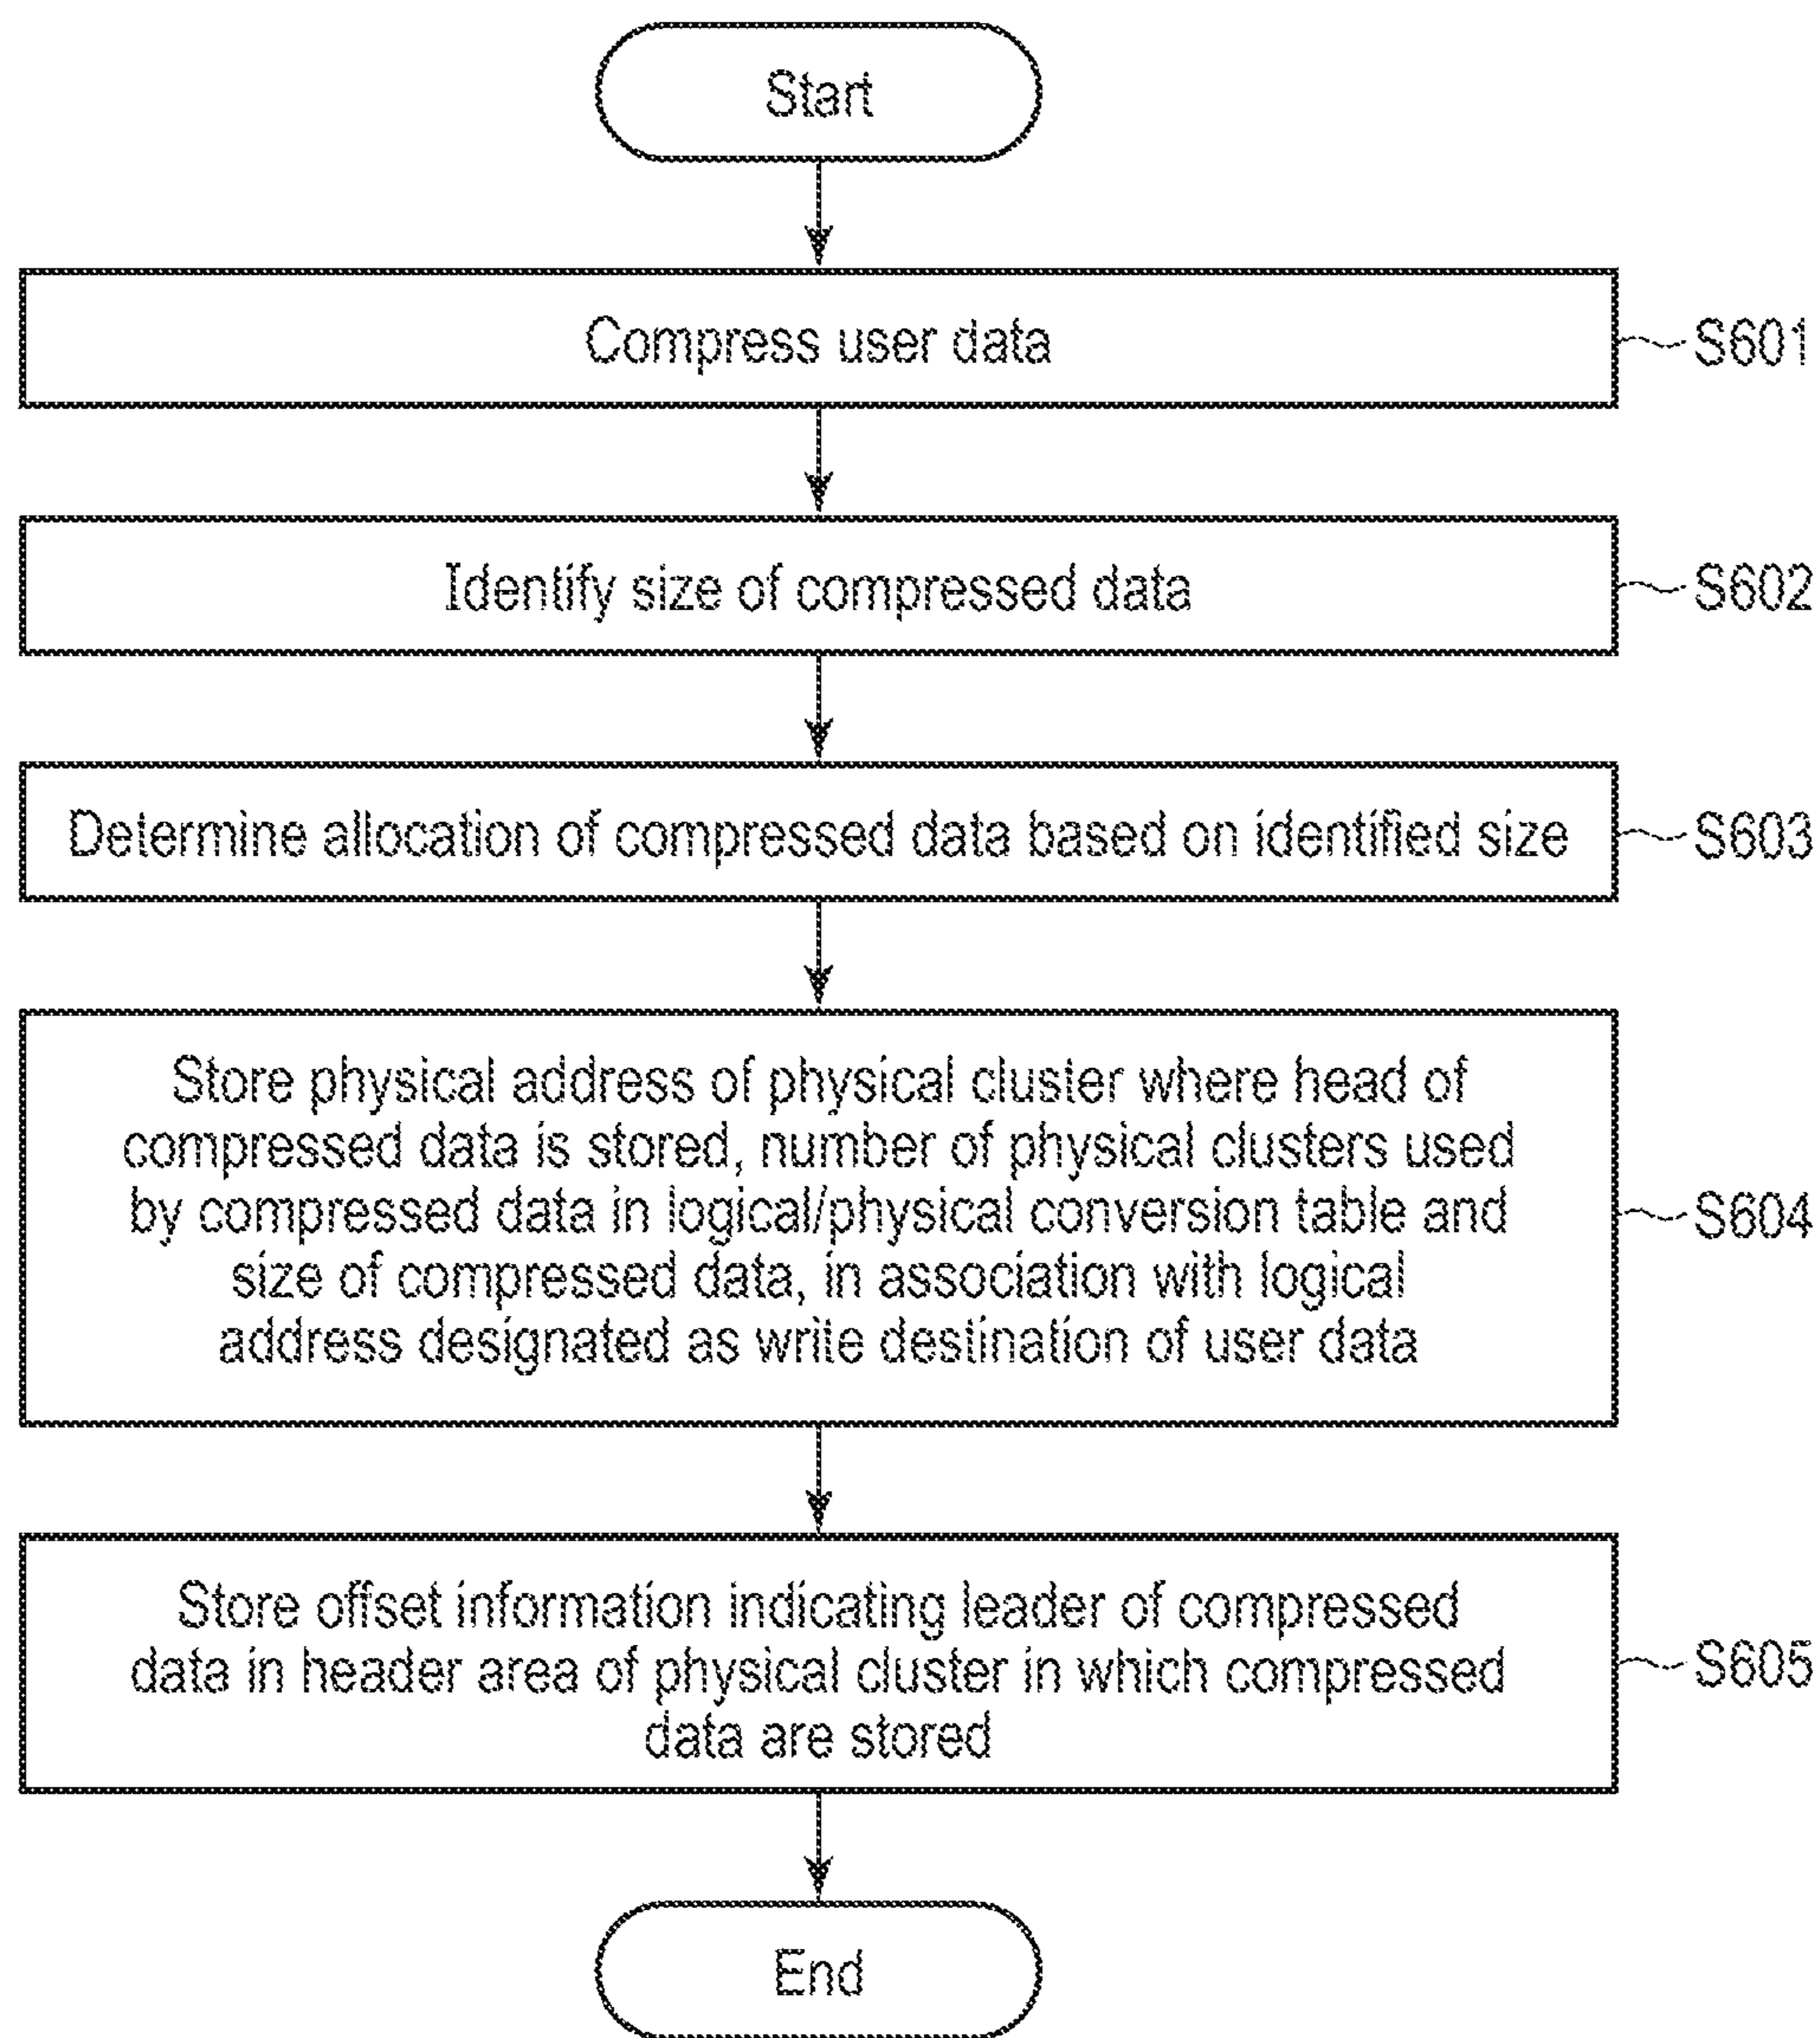 Start
Compress user data
S601
Identify size of compressed data
S602
Determine allocation of compressed data based on identified size
S603
Store physical address of physical cluster where head of
compressed data is stored, number of physical clusters used
by compressed data in logical/physical conversion table and
size of compressed data, in association with logical
address designated as write destination of user data
S604
Store offset information indicating leader of compressed
data in header area of physical cluster in which compressed
data are stored
S605
End